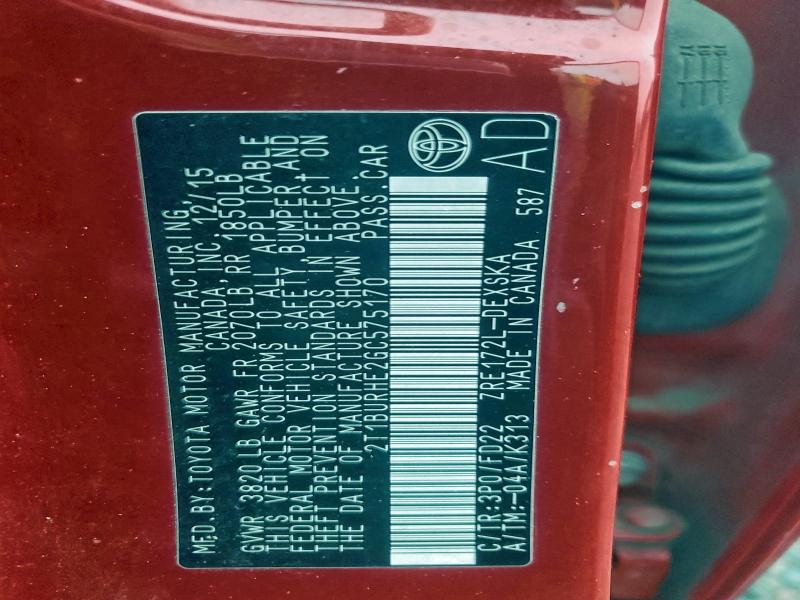 MFD.BY:TOYOTA MOTOR MANUFACTURING,
CANADA, INC. 12/15
GVWR 3820 LB GAWR FR 2070LB RR 1850LB
THIS VEHICLE CONFORMS TO ALL APPLICABLE
FEDERAL MOTOR VEHICLE SAFETY, BUMPER, AND
THEFT PREVENTION STANDARDS IN EFFECT ON
THE DATE OF MANUFACTURE SHOWN ABOVE.
2T1BURHE2GC575170 PASS.CAR
C/TR:3P0/FD22 ZRE172L-DEXSKA
A/TM:-04A/K313 MADE IN CANADA 587
AD